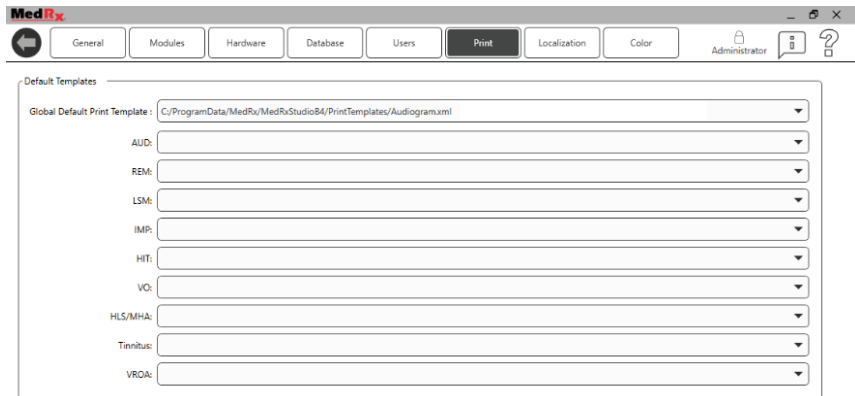 MedRx
General Modules Hardware Database Users Print Localization Color Administrator
Default Templates
Global Default Print Template : C:/ProgramData/MedRx/MedRxStudio84/PrintTemplates/Audiogram.xml
AUD:
REM:
LSM:
IMP:
HIT:
VO:
HLS/MHA:
Tinnitus:
VROA: